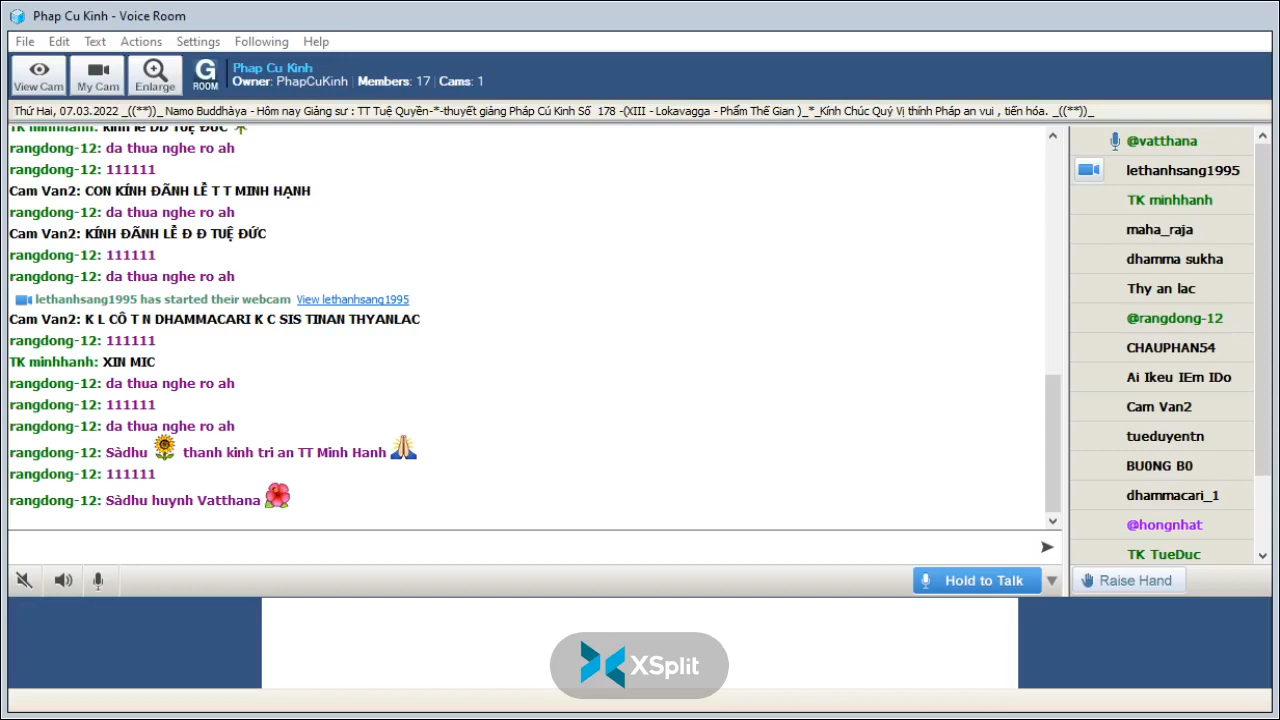 Phap Cu Kinh - Voice Room
File Edit Text Actions Settings Following Help
View Cam My Cam Enlarge G ROOM Phap Cu Kinh
Owner: PhapCuKinh | Members: 17 | Cams: 1
Thứ Hai, 07.03.2022 _((**))_ Namo Buddhàya - Hôm nay Giảng sư : TT Tuệ Quyền-*-thuyết giảng Pháp Cú Kinh Số 178 -(XIII - Lokavagga - Phẩm Thế Gian )_*_Kính Chúc Quý Vị thính Pháp an vui , tiến hóa. _((**))_
TK minhhanh: kinh le DD TUỆ ĐỨC
rangdong-12: da thua nghe ro ah
rangdong-12: 111111
Cam Van2: CON KÍNH ĐÃNH LỄ T T MINH HẠNH
rangdong-12: da thua nghe ro ah
Cam Van2: KÍNH ĐÃNH LỄ Đ Đ TUỆ ĐỨC
rangdong-12: 111111
rangdong-12: da thua nghe ro ah
lethanhsang1995 has started their webcam View lethanhsang1995
Cam Van2: K L CÔ T N DHAMMACARI K C SIS TINAN THYANLAC
rangdong-12: 111111
TK minhhanh: XIN MIC
rangdong-12: da thua nghe ro ah
rangdong-12: 111111
rangdong-12: da thua nghe ro ah
rangdong-12: Sàdhu thanh kinh tri an TT Minh Hanh
rangdong-12: 111111
rangdong-12: Sàdhu huynh Vatthana
@vatthana
lethanhsang1995
TK minhhanh
maha_raja
dhamma sukha
Thy an lac
@rangdong-12
CHAUPHAN54
Ai Ikeu IEm IDo
Cam Van2
tueduyentn
BU0NG B0
dhammacari_1
@hongnhat
TK TueDuc
Hold to Talk
Raise Hand
XSplit